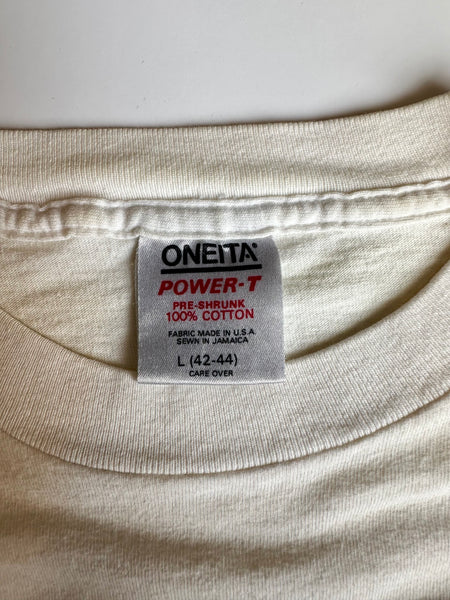 ONEITA®
POWER-T
PRE-SHRUNK
100% COTTON
FABRIC MADE IN U.S.A.
SEWN IN JAMAICA
L (42-44)
CARE OVER